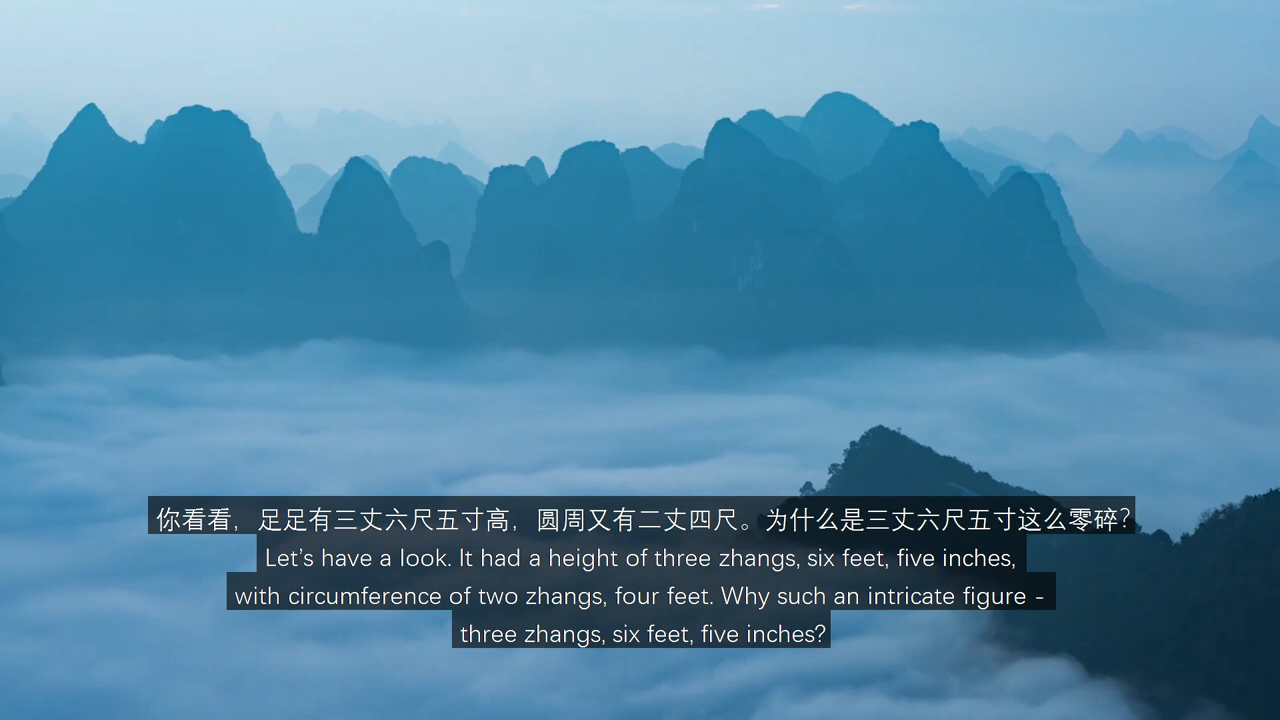 你看看，足足有三丈六尺五寸高，圆周又有二丈四尺。为什么是三丈六尺五寸这么零碎？
Let's have a look. It had a height of three zhangs, six feet, five inches,
with circumference of two zhangs, four feet. Why such an intricate figure -
three zhangs, six feet, five inches?